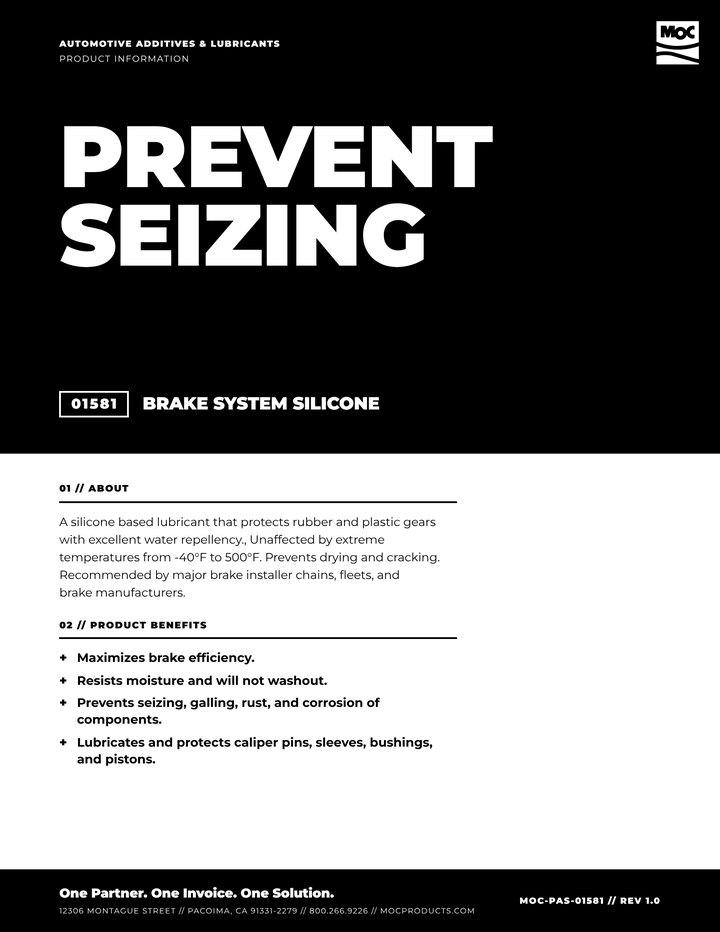 AUTOMOTIVE ADDITIVES & LUBRICANTS
PRODUCT INFORMATION
MOC
PREVENT
SEIZING
01581 BRAKE SYSTEM SILICONE
01 // ABOUT
A silicone based lubricant that protects rubber and plastic gears
with excellent water repellency., Unaffected by extreme
temperatures from -40°F to 500°F. Prevents drying and cracking.
Recommended by major brake installer chains, fleets, and
brake manufacturers.
02 // PRODUCT BENEFITS
+ Maximizes brake efficiency.
+ Resists moisture and will not washout.
+ Prevents seizing, galling, rust, and corrosion of
components.
+ Lubricates and protects caliper pins, sleeves, bushings,
and pistons.
One Partner. One Invoice. One Solution.
12306 MONTAGUE STREET // PACOIMA, CA 91331-2279 // 800.266.9226 // MOCPRODUCTS.COM
MOC-PAS-01581 // REV 1.0